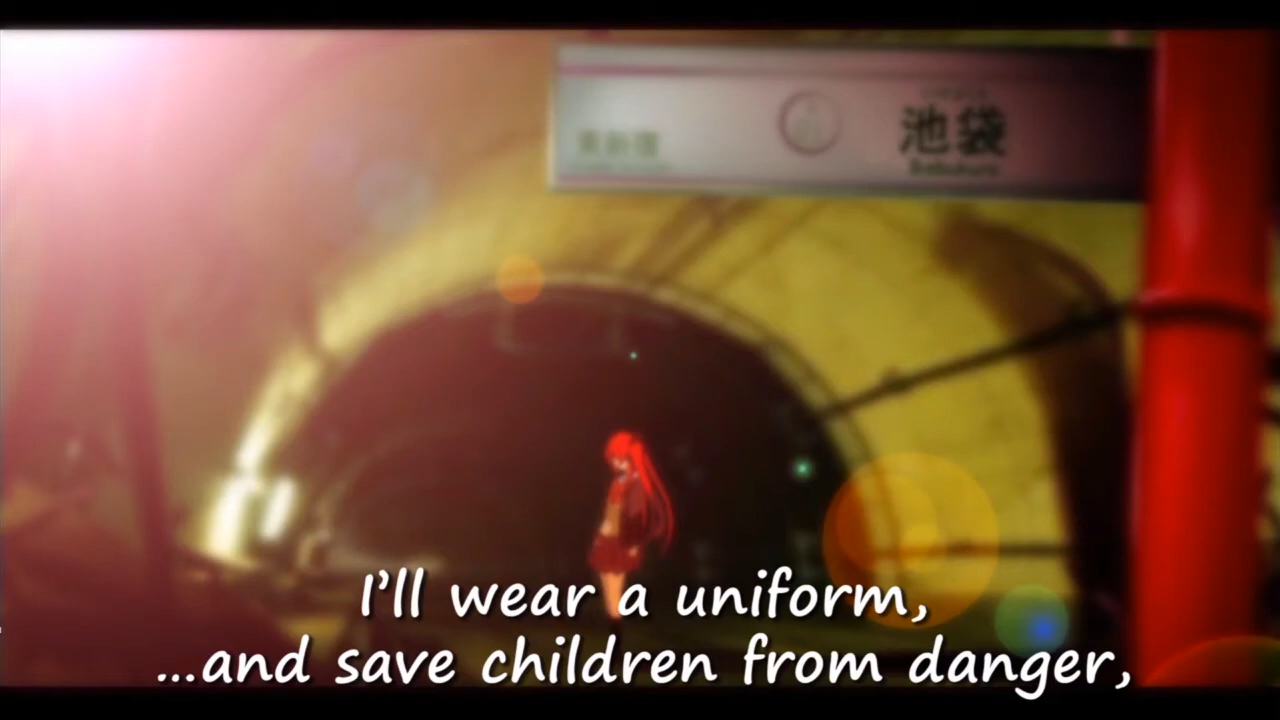 池袋
I'll wear a uniform,
...and save children from danger,